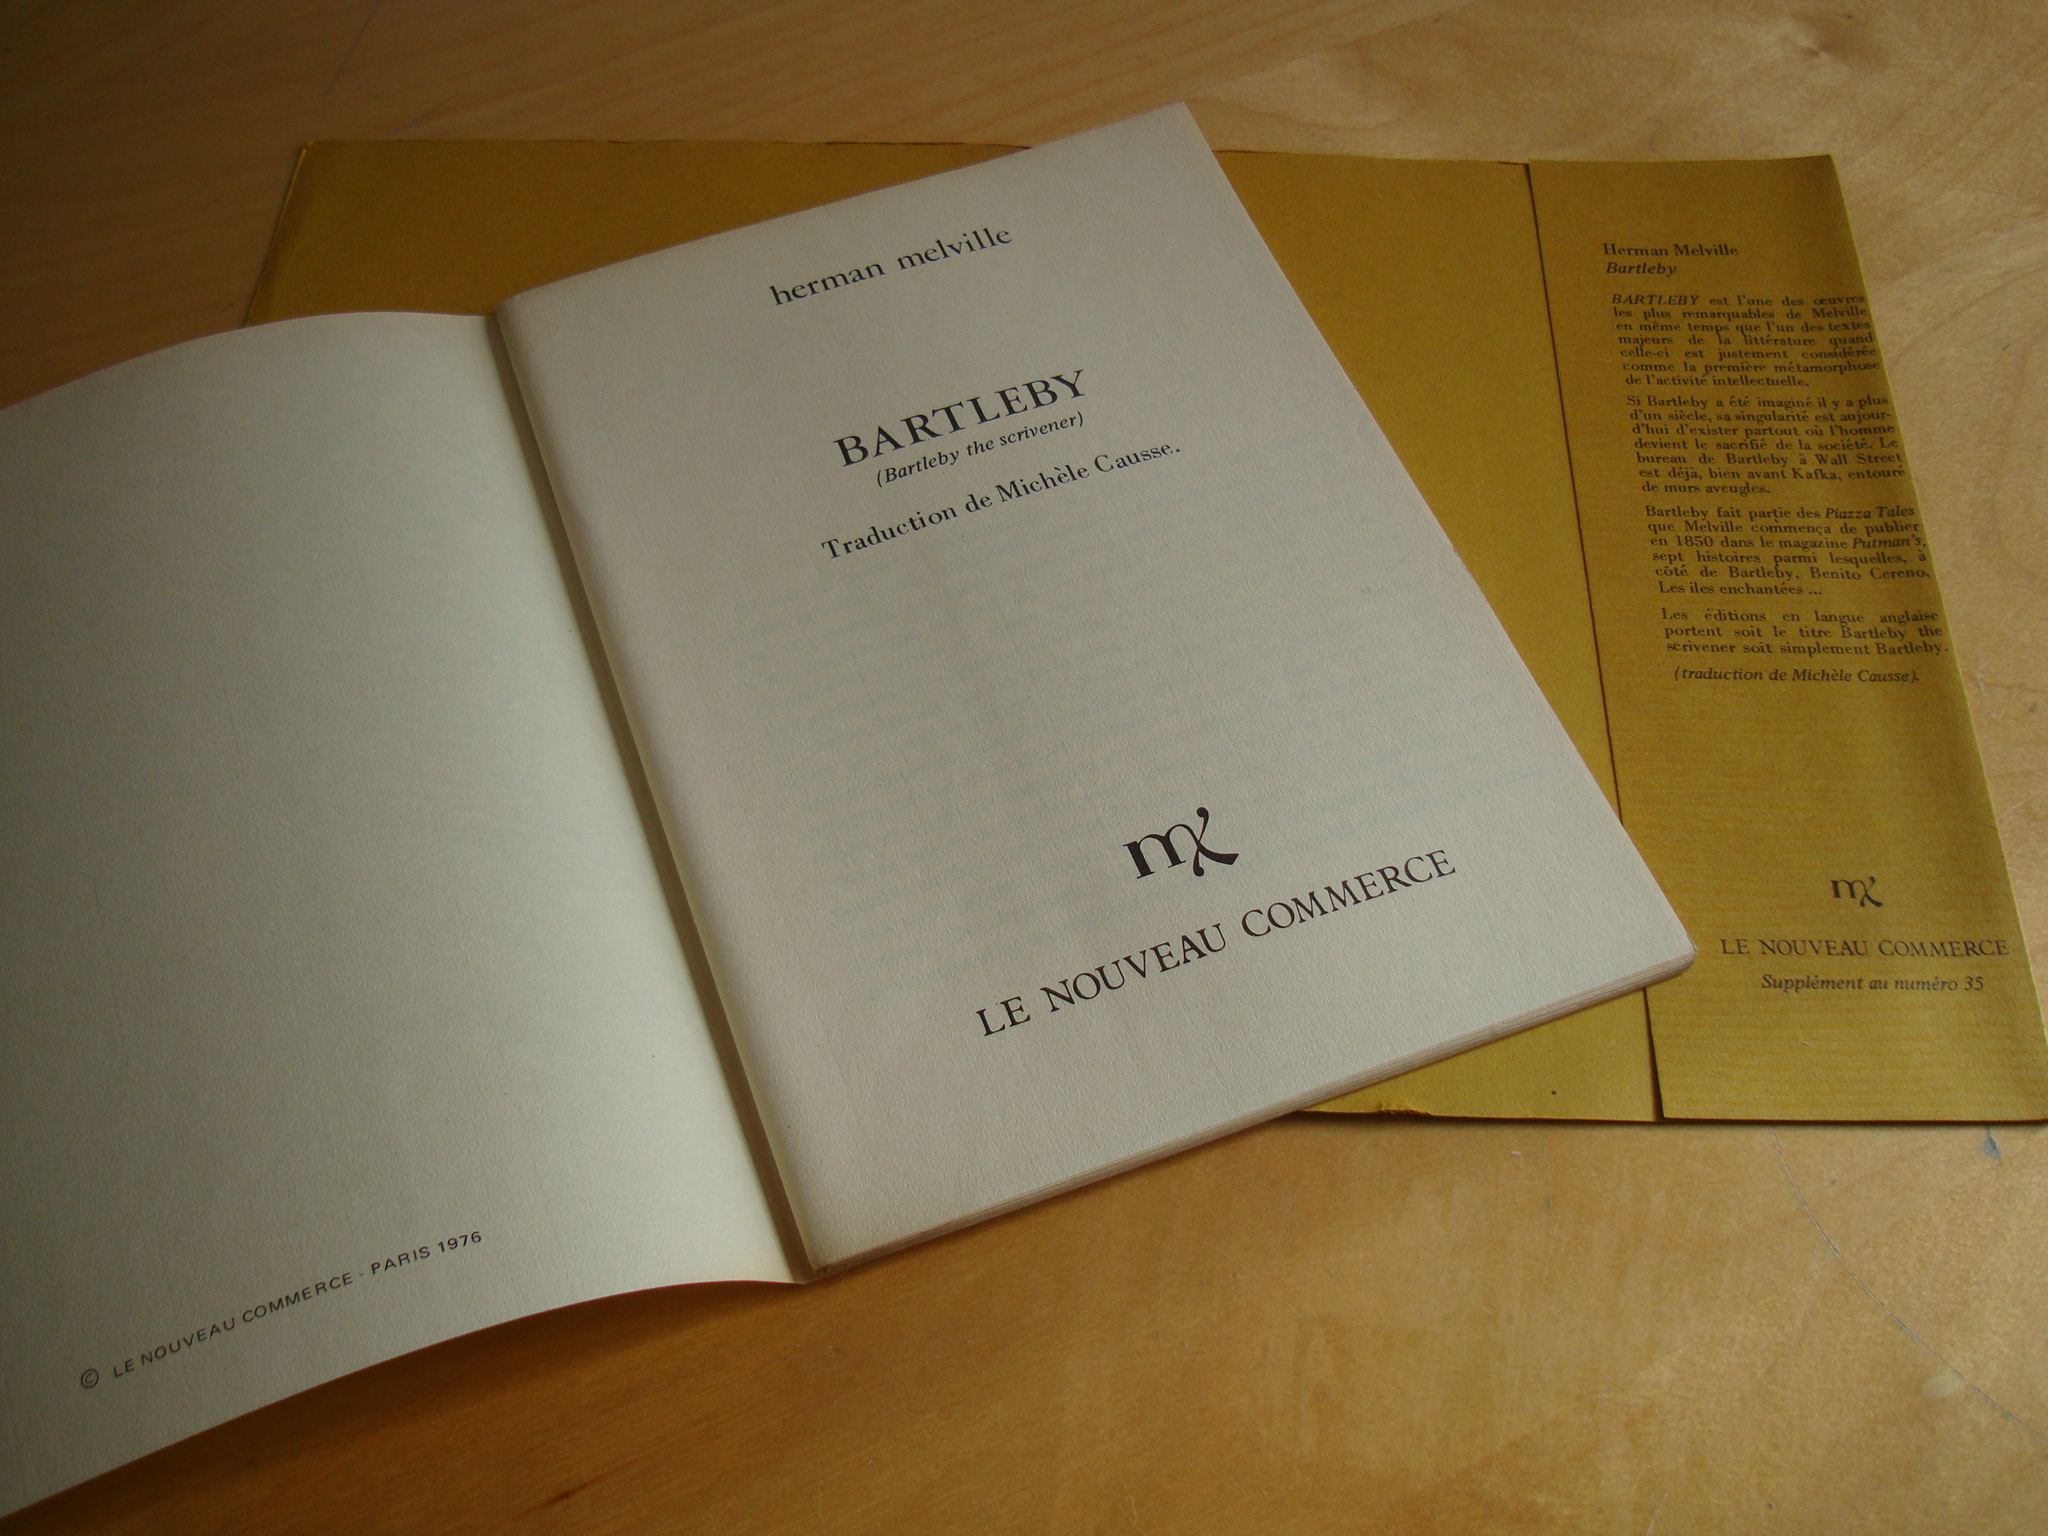 © LE NOUVEAU COMMERCE - PARIS 1976
herman melville
BARTLEBY
(Bartleby the scrivener)
Traduction de Michèle Causse.
LE NOUVEAU COMMERCE
Herman Melville
Bartleby
BARTLEBY est l'une des œuvres
les plus remarquables de Melville
en même temps que l'un des textes
majeurs de la littérature quand
celle-ci est justement considérée
comme la première métamorphose
de l'activité intellectuelle.
Si Bartleby a été imaginé il y a plus
d'un siècle, sa singularité est aujour-
d'hui d'exister partout où l'homme
devient le sacrifié de la société. Le
bureau de Bartleby à Wall Street
est déjà, bien avant Kafka, entouré
de murs aveugles.
Bartleby fait partie des Piazza Tales
que Melville commença de publier
en 1850 dans le magazine Putman's,
sept histoires parmi lesquelles, à
côté de Bartleby, Benito Cereno,
Les îles enchantées ...
Les éditions en langue anglaise
portent soit le titre Bartleby the
scrivener soit simplement Bartleby.
(traduction de Michèle Causse).
LE NOUVEAU COMMERCE
Supplément au numéro 35